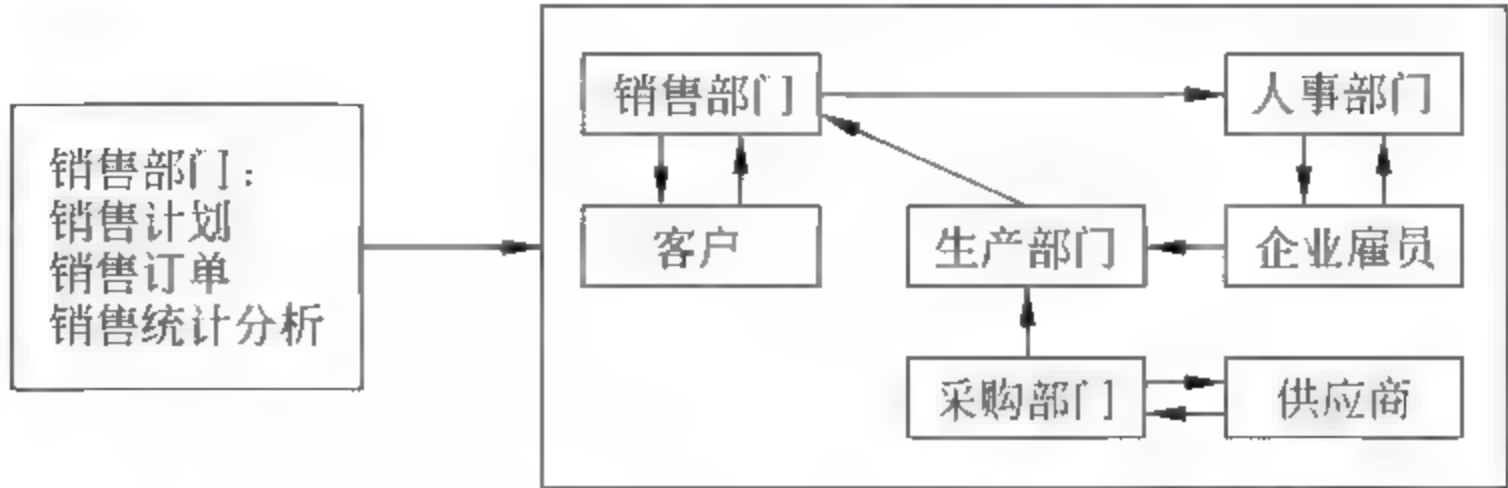 销售部门:
销售计划
销售订单
销售统计分析
销售部门
人事部门
客户
生产部门
企业雇员
采购部门
供应商